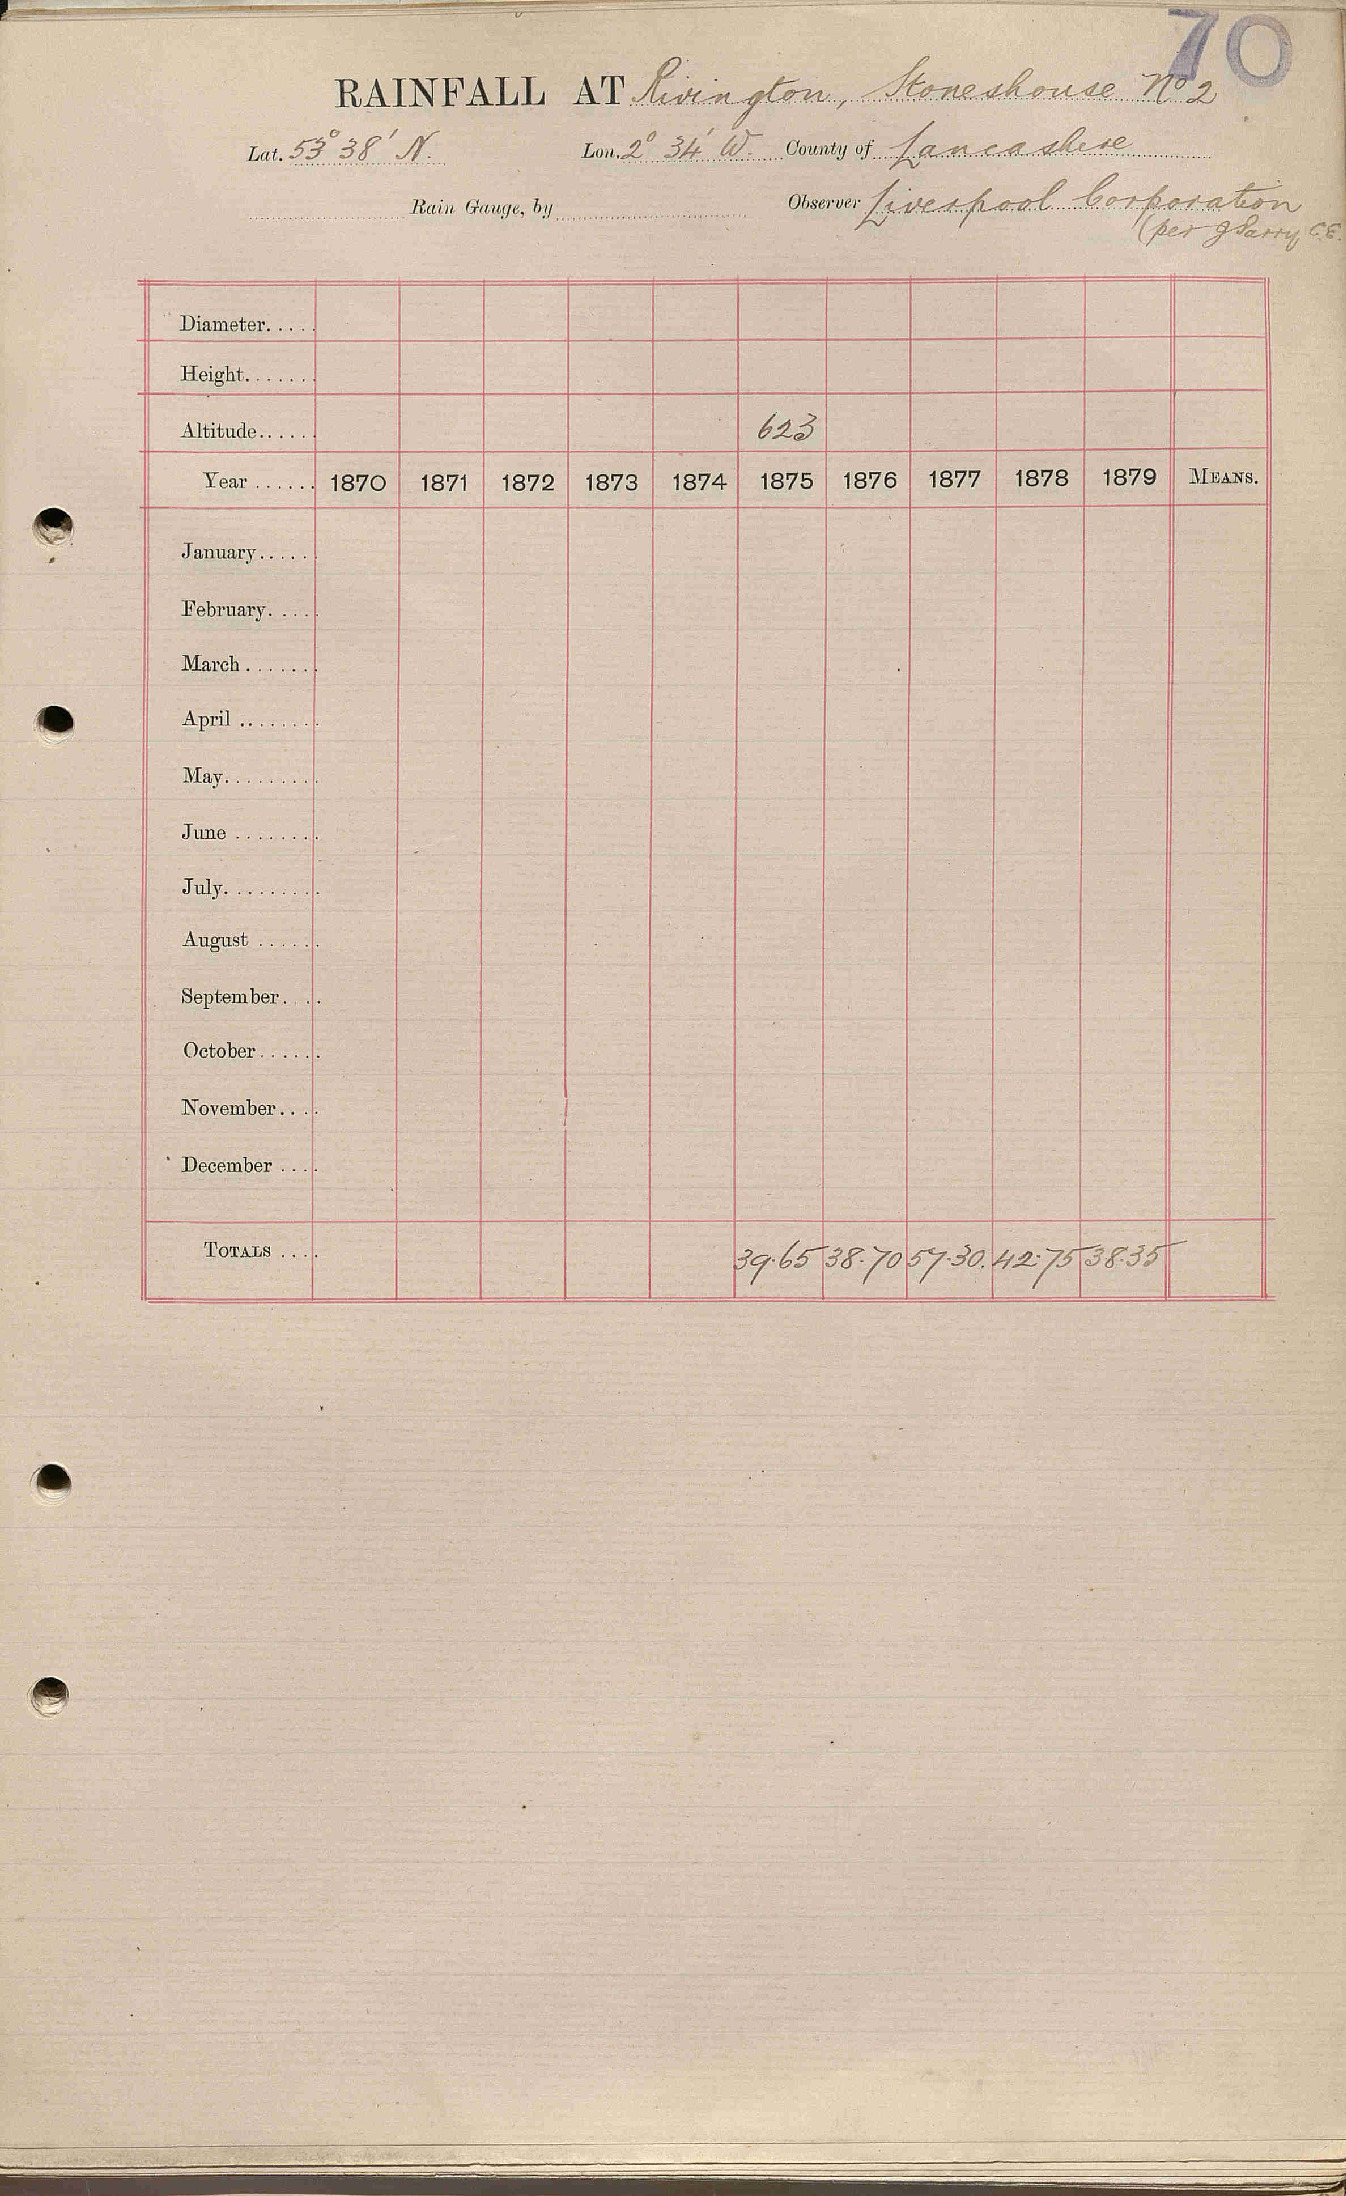 70
RAINFALL AT Rivington, Stoneshouse No 2
Lat. 53° 38' N. Lon. 2° 34' W. County of Lancashire
Rain Gauge, by Observer Liverpool Corporation
(per J Parry C.E.
Diameter.....
Height.......
Altitude...... 623
Year ...... 1870 1871 1872 1873 1874 1875 1876 1877 1878 1879 MEANS.
January.....
February.....
March .......
April ........
May.........
June ........
July.........
August ......
September....
October......
November....
December ....
TOTALS .... 39.65 38.70 57.30 42.75 38.35